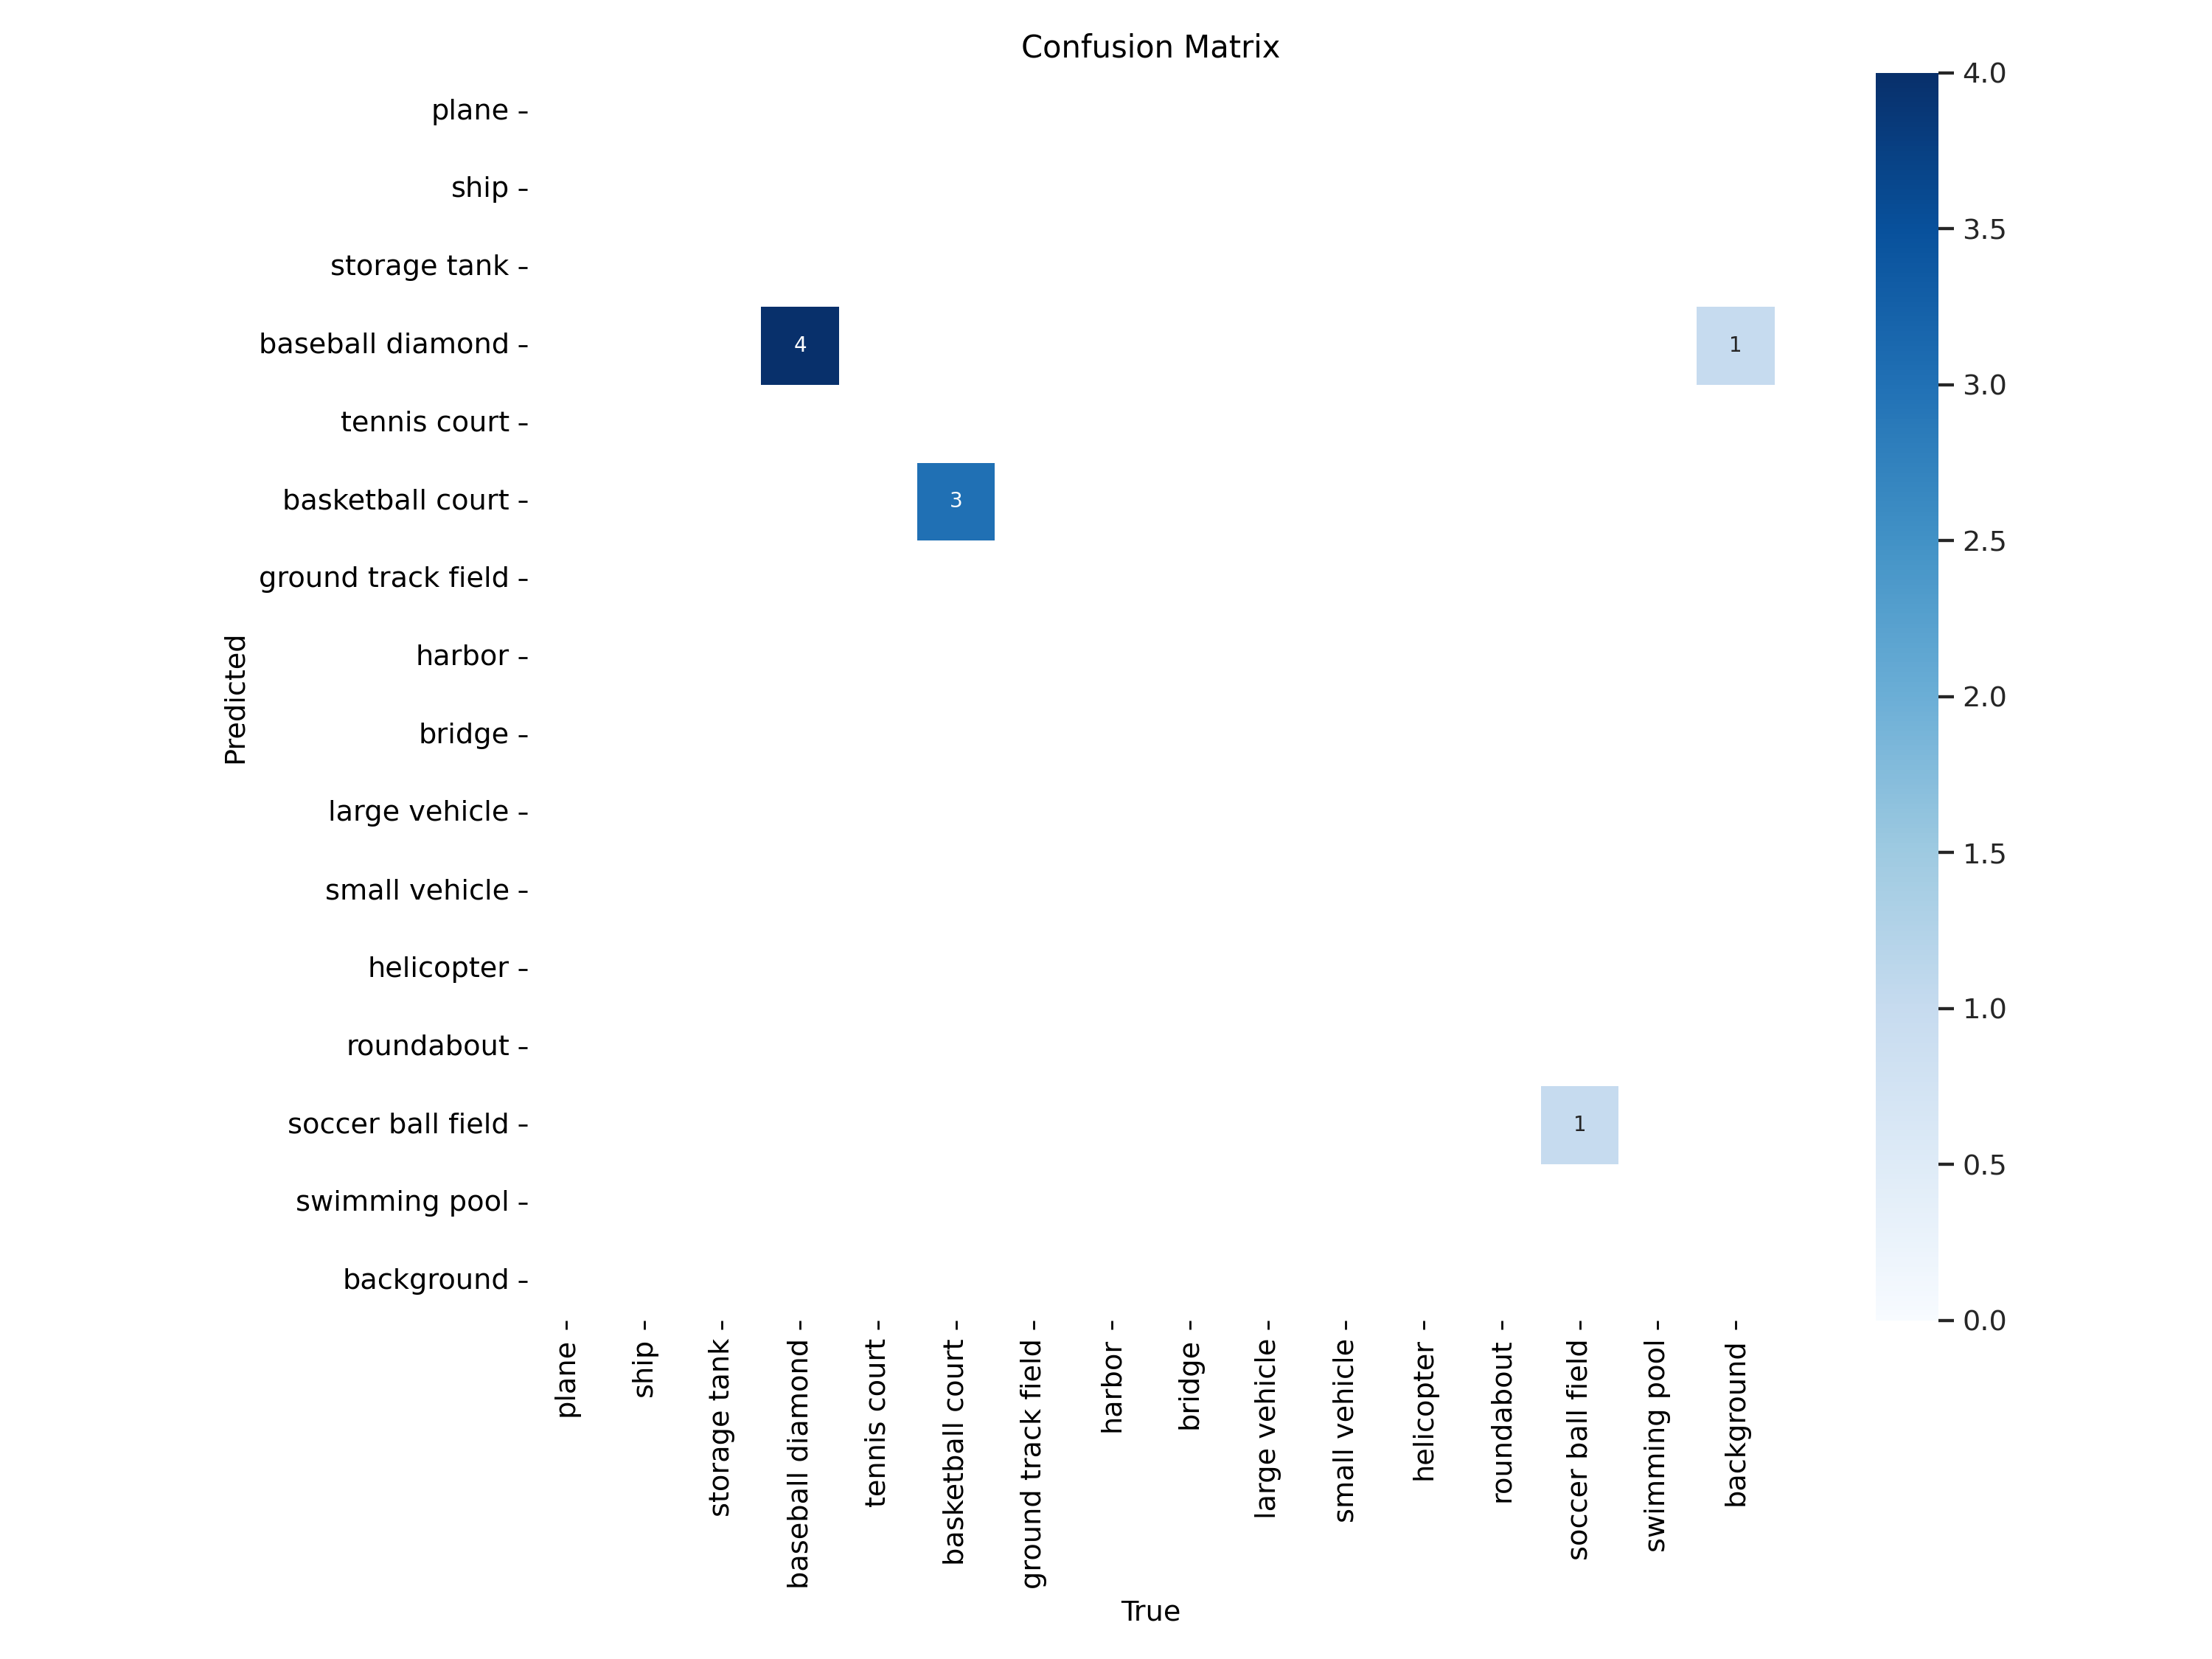 Confusion Matrix
plane
ship
storage tank
baseball diamond
tennis court
basketball court
ground track field
harbor
bridge
large vehicle
small vehicle
helicopter
roundabout
soccer ball field
swimming pool
background
Predicted
4
1
3
1
plane
ship
storage tank
baseball diamond
tennis court
basketball court
ground track field
harbor
bridge
large vehicle
small vehicle
helicopter
roundabout
soccer ball field
swimming pool
background
True
4.0
3.5
3.0
2.5
2.0
1.5
1.0
0.5
0.0